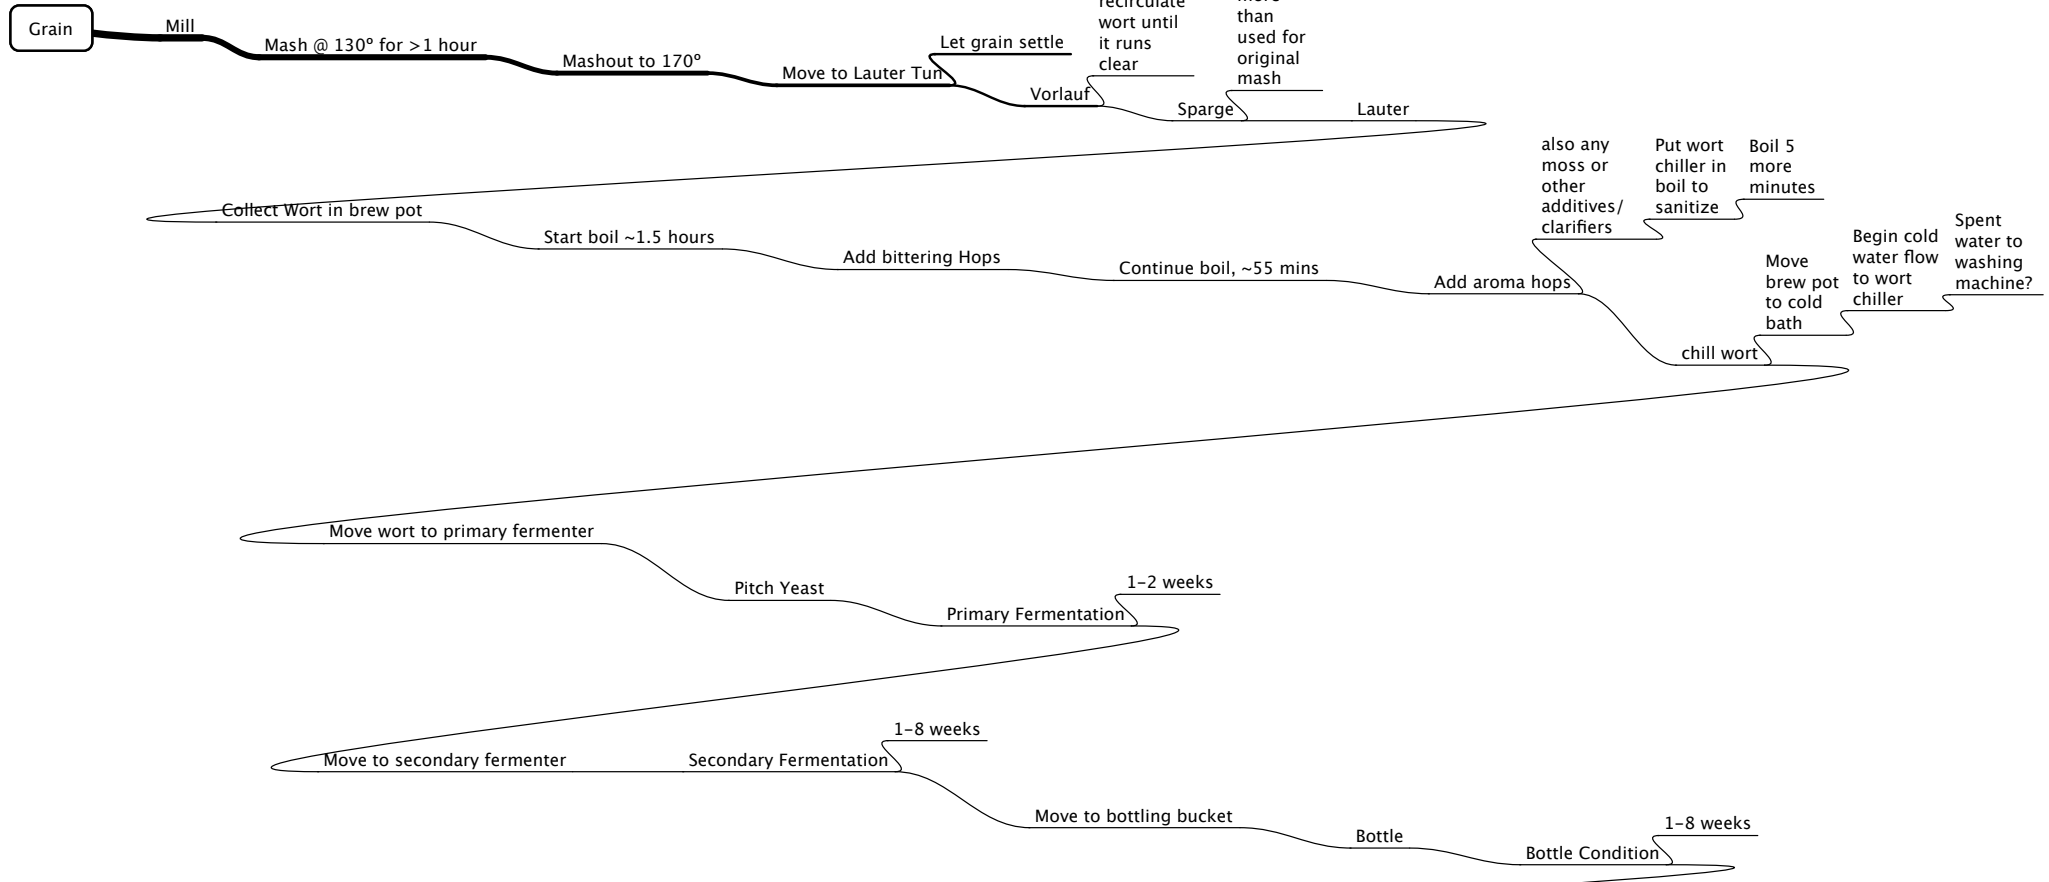 Grain
Mill
Mash @ 130º for >1 hour
Mashout to 170º
Move to Lauter Tun
Let grain settle
Vorlauf
recirculate
wort until
it runs
clear
Sparge
than
used for
original
mash
Lauter
Collect Wort in brew pot
Start boil ~1.5 hours
Add bittering Hops
Continue boil, ~55 mins
Add aroma hops
also any
moss or
other
additives/
clarifiers
Put wort
chiller in
boil to
sanitize
Boil 5
more
minutes
chill wort
Move
brew pot
to cold
bath
Begin cold
water flow
to wort
chiller
Spent
water to
washing
machine?
Move wort to primary fermenter
Pitch Yeast
Primary Fermentation
1-2 weeks
Move to secondary fermenter
Secondary Fermentation
1-8 weeks
Move to bottling bucket
Bottle
Bottle Condition
1-8 weeks